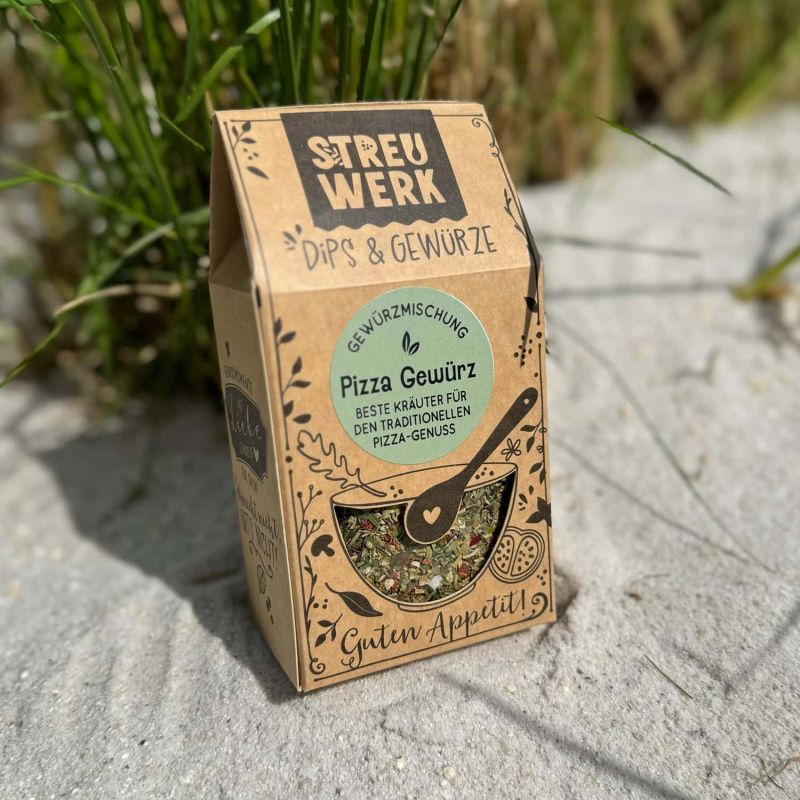 STREU
WERK
DiPS & GEWÜRZE
GEWÜRZMISCHUNG
Pizza Gewürz
BESTE KRÄUTER FÜR
DEN TRADITIONELLEN
PIZZA-GENUSS
Guten Appetit!
Liebe